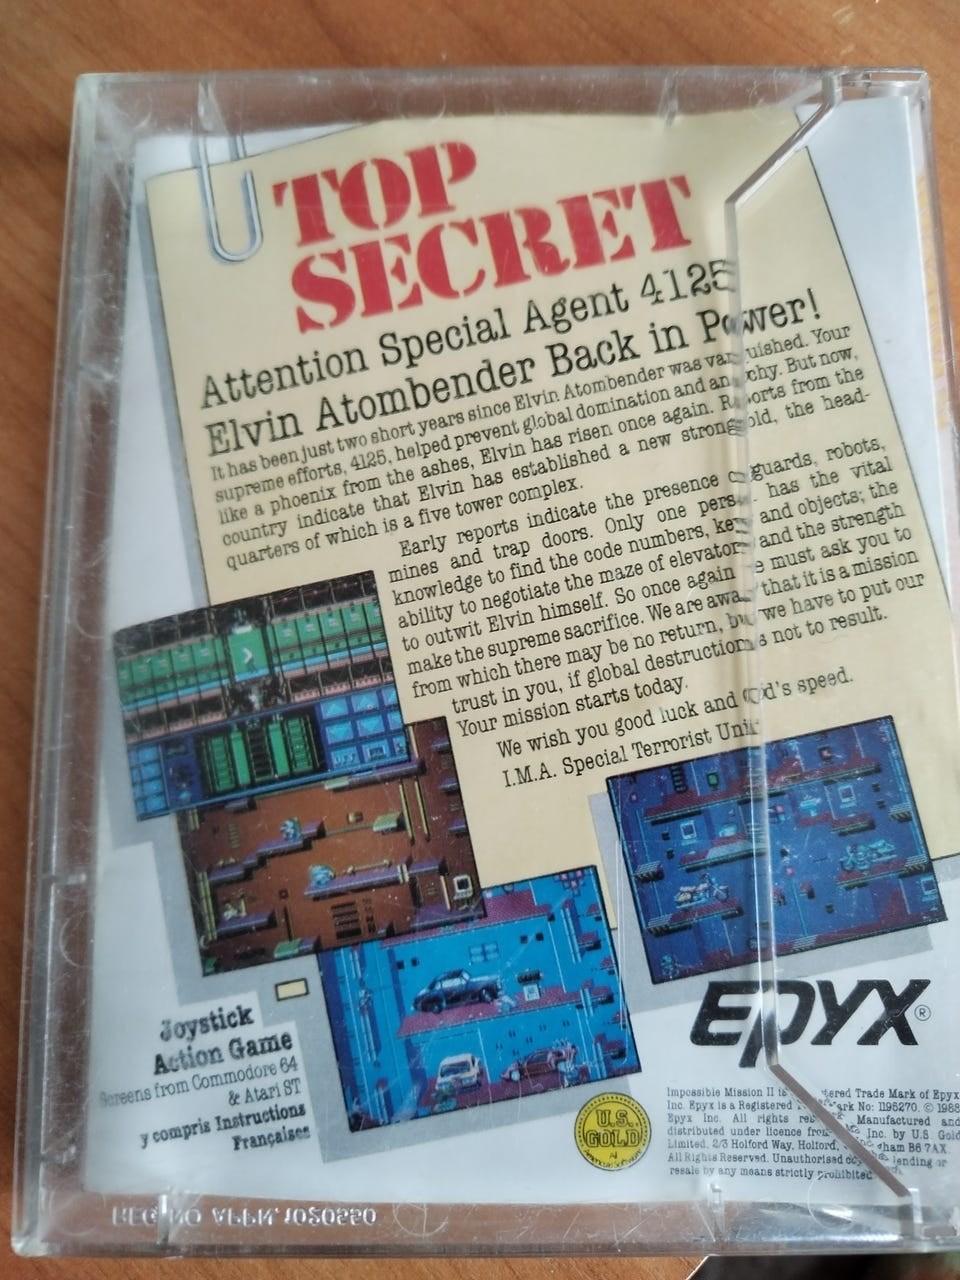 TOP
SECRET
Attention Special Agent 4125
Elvin Atombender Back in Power!
It has been just two short years since Elvin Atombender was vanquished. Your
supreme efforts, 4125, helped prevent global domination and anarchy. But now,
like a phoenix from the ashes, Elvin has risen once again. Reports from the
country indicate that Elvin has established a new stronghold, the head-
quarters of which is a five tower complex.
Early reports indicate the presence of guards, robots,
mines and trap doors. Only one person has the vital
knowledge to find the code numbers, keys and objects; the
ability to negotiate the maze of elevators and the strength
to outwit Elvin himself. So once again we must ask you to
make the supreme sacrifice. We are aware that it is a mission
from which there may be no return, but we have to put our
trust in you, if global destruction is not to result.
Your mission starts today.
We wish you good luck and God's speed.
I.M.A. Special Terrorist Unit
Joystick
Action Game
Screens from Commodore 64
& Atari ST
y compris Instructions
Françaises
EPYX®
U.S.
GOLD
Impossible Mission II is Registered Trade Mark of Epyx
Inc. Epyx is a Registered Trade Mark No: 1195270. © 1988
Epyx Inc. All rights reserved. Manufactured and
distributed under licence from Epyx Inc. by U.S. Gold
Limited, 2/3 Holford Way, Holford, Birmingham B6 7AX.
All Rights Reserved. Unauthorised copying, lending or
resale by any means strictly prohibited
REG NO APPN. 1020550